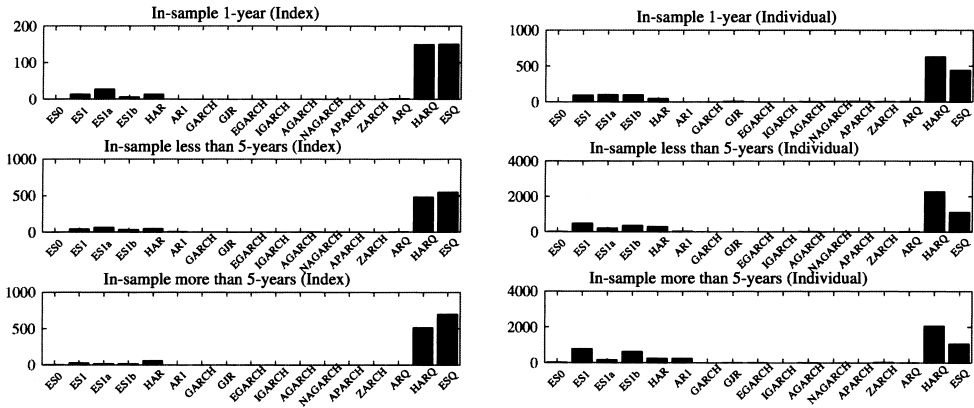 In-sample 1-year (Index)
200
100
0
ES0 ES1 ES1a ES1b HAR AR1 GARCH GJR EGARCH IGARCH AGARCH NAGARCH APARCH ZARCH ARQ HARQ ESQ
In-sample less than 5-years (Index)
1000
500
0
ES0 ES1 ES1a ES1b HAR AR1 GARCH GJR EGARCH IGARCH AGARCH NAGARCH APARCH ZARCH ARQ HARQ ESQ
In-sample more than 5-years (Index)
1000
500
0
ES0 ES1 ES1a ES1b HAR AR1 GARCH GJR EGARCH IGARCH AGARCH NAGARCH APARCH ZARCH ARQ HARQ ESQ
In-sample 1-year (Individual)
1000
500
0
ES0 ES1 ES1a ES1b HAR AR1 GARCH GJR EGARCH IGARCH AGARCH NAGARCH APARCH ZARCH ARQ HARQ ESQ
In-sample less than 5-years (Individual)
4000
2000
0
ES0 ES1 ES1a ES1b HAR AR1 GARCH GJR EGARCH IGARCH AGARCH NAGARCH APARCH ZARCH ARQ HARQ ESQ
In-sample more than 5-years (Individual)
4000
2000
0
ES0 ES1 ES1a ES1b HAR AR1 GARCH GJR EGARCH IGARCH AGARCH NAGARCH APARCH ZARCH ARQ HARQ ESQ